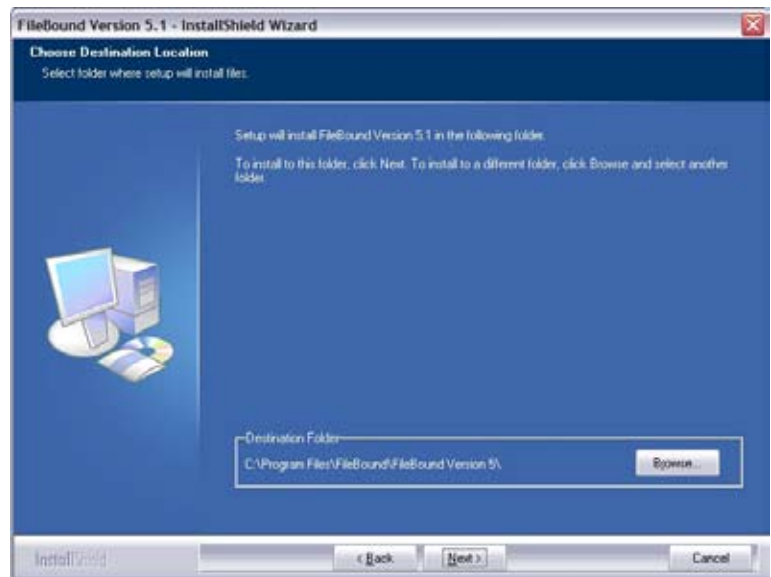 FileBound Version 5.1 - InstallShield Wizard
Choose Destination Location
Select folder where setup will install files.
Setup will install FileBound Version 5.1 in the following folder.
To install to this folder, click Next. To install to a different folder, click Browse and select another
folder.
Destination Folder
C:\Program Files\FileBound\FileBound Version 5\
Browse...
InstallShield
< Back
Next >
Cancel